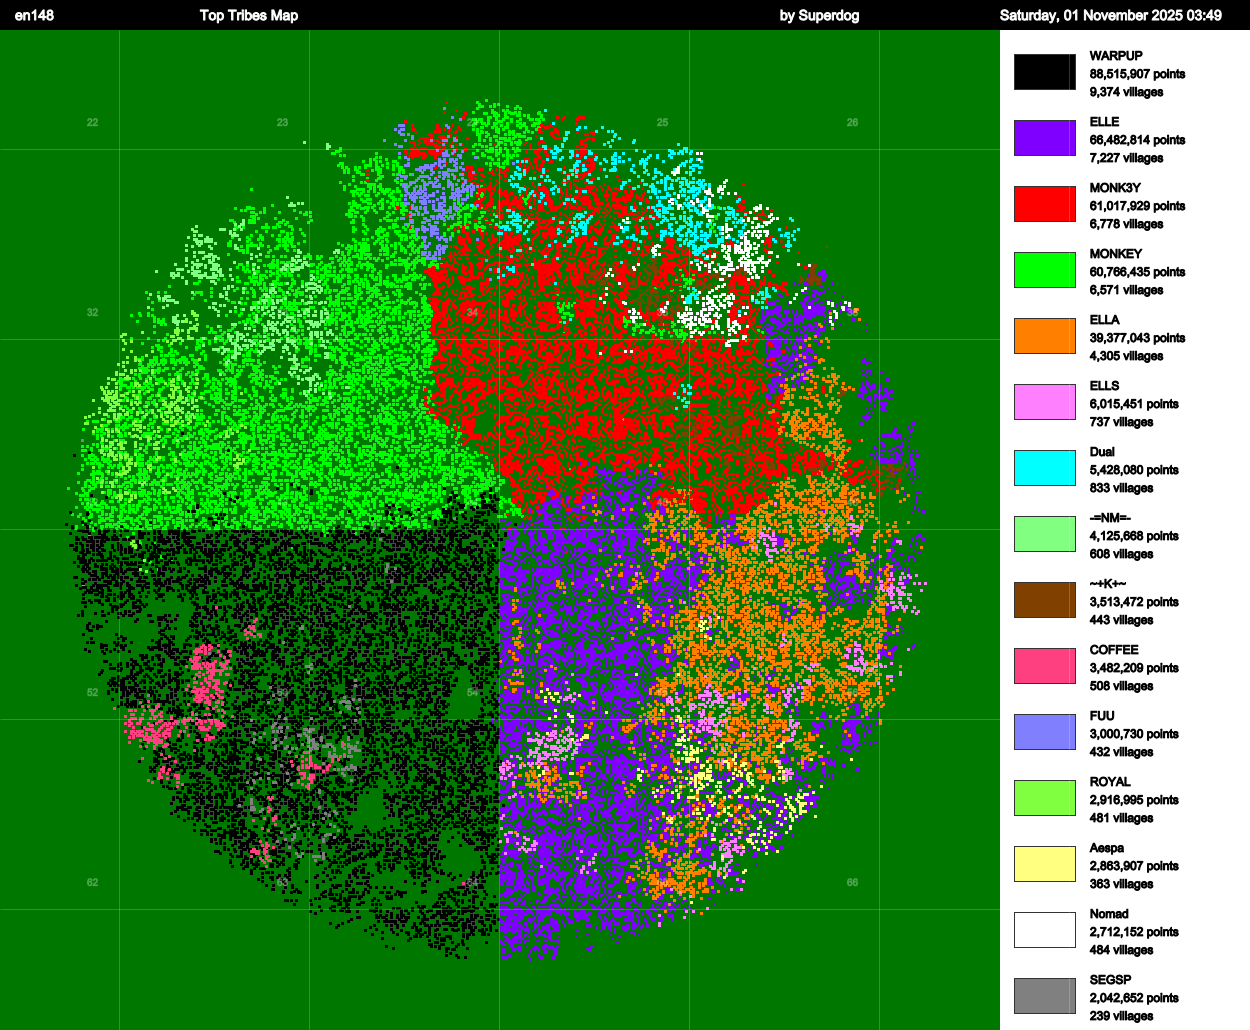 en148 Top Tribes Map by Superdog Saturday, 01 November 2025 03:49
WARPUP
88,515,907 points
9,374 villages
ELLE
66,482,814 points
7,227 villages
MONK3Y
61,017,929 points
6,778 villages
MONKEY
60,766,435 points
6,571 villages
ELLA
39,377,043 points
4,305 villages
ELLS
6,015,451 points
737 villages
Dual
5,428,080 points
833 villages
-=NM=-
4,125,668 points
608 villages
~+K+~
3,513,472 points
443 villages
COFFEE
3,482,209 points
508 villages
FUU
3,000,730 points
432 villages
ROYAL
2,916,995 points
481 villages
Aespa
2,863,907 points
363 villages
Nomad
2,712,152 points
484 villages
SEGSP
2,042,652 points
239 villages
22 23 25 26
32 34
52 54
62 63 66